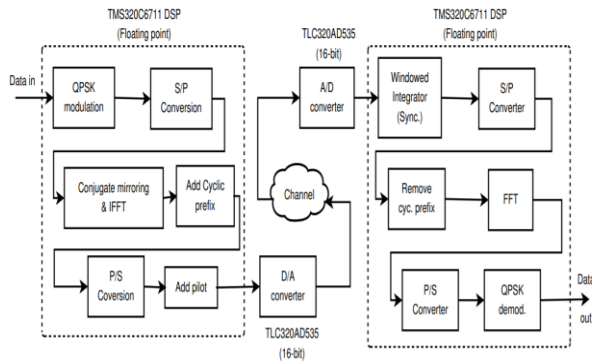 TMS320C6711 DSP
(Floating point)
Data in
QPSK
modulation
S/P
Conversion
Conjugate mirroring
& IFFT
Add Cyclic
prefix
P/S
Coversion
Add pilot
D/A
converter
TLC320AD535
(16-bit)
Channel
TLC320AD535
(16-bit)
A/D
converter
TMS320C6711 DSP
(Floating point)
Windowed
Integrator
(Sync.)
S/P
Converter
Remove
cyc. prefix
FFT
P/S
Converter
QPSK
demod.
Data
out